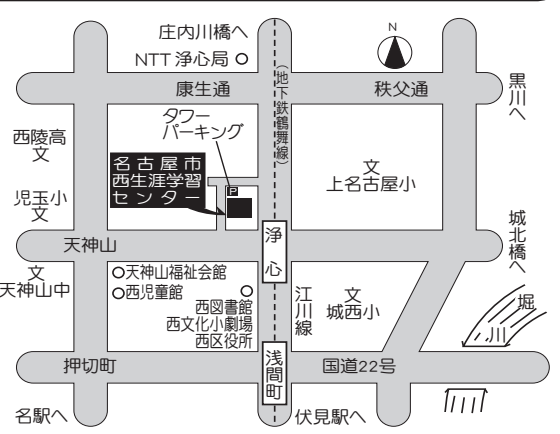 庄内川橋へ
NTT 浄心局
N
康生通
(地下鉄鶴舞線)
秩父通
黒川へ
タワー
パーキング
西陵高
文
名古屋市
西生涯学習
センター
P
文
上名古屋小
児玉小
文
天神山
浄心
城北橋へ
文
天神山中
天神山福祉会館
西児童館
西図書館
西文化小劇場
西区役所
江川線
文
城西小
堀川
押切町
浅間町
国道22号
名駅へ
伏見駅へ